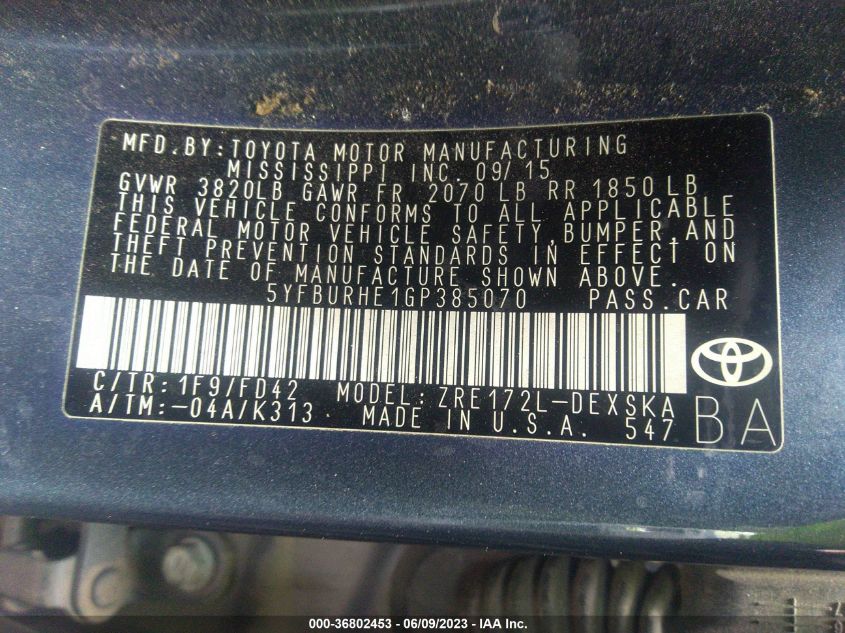 MFD.BY:TOYOTA MOTOR MANUFACTURING
MISSISSIPPI INC. 09/15
GVWR 3820LB GAWR FR 2070 LB RR 1850 LB
THIS VEHICLE CONFORMS TO ALL APPLICABLE
FEDERAL MOTOR VEHICLE SAFETY,BUMPER,AND
THEFT PREVENTION STANDARDS IN EFFECT ON
THE DATE OF MANUFACTURE SHOWN ABOVE.
5YFBURHE1GP385070 PASS.CAR
C/TR:1F9/FD42 MODEL:ZRE172L-DEXSKA
A/TM:-04A/K313 MADE IN U.S.A. 547
BA
000-36802453 - 06/09/2023 - IAA Inc.